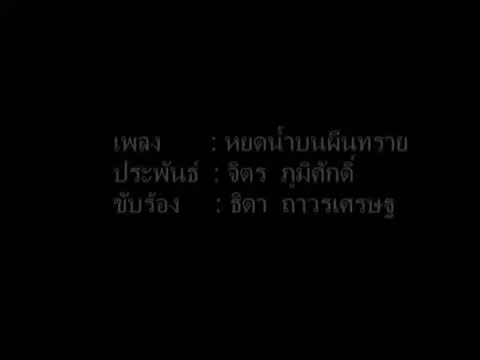 เพลง : หยดน้ำบนผืนทราย
ประพันธ์ : จิตร ภูมิศักดิ์
ขับร้อง : ธิดา ถาวรเศรษฐ